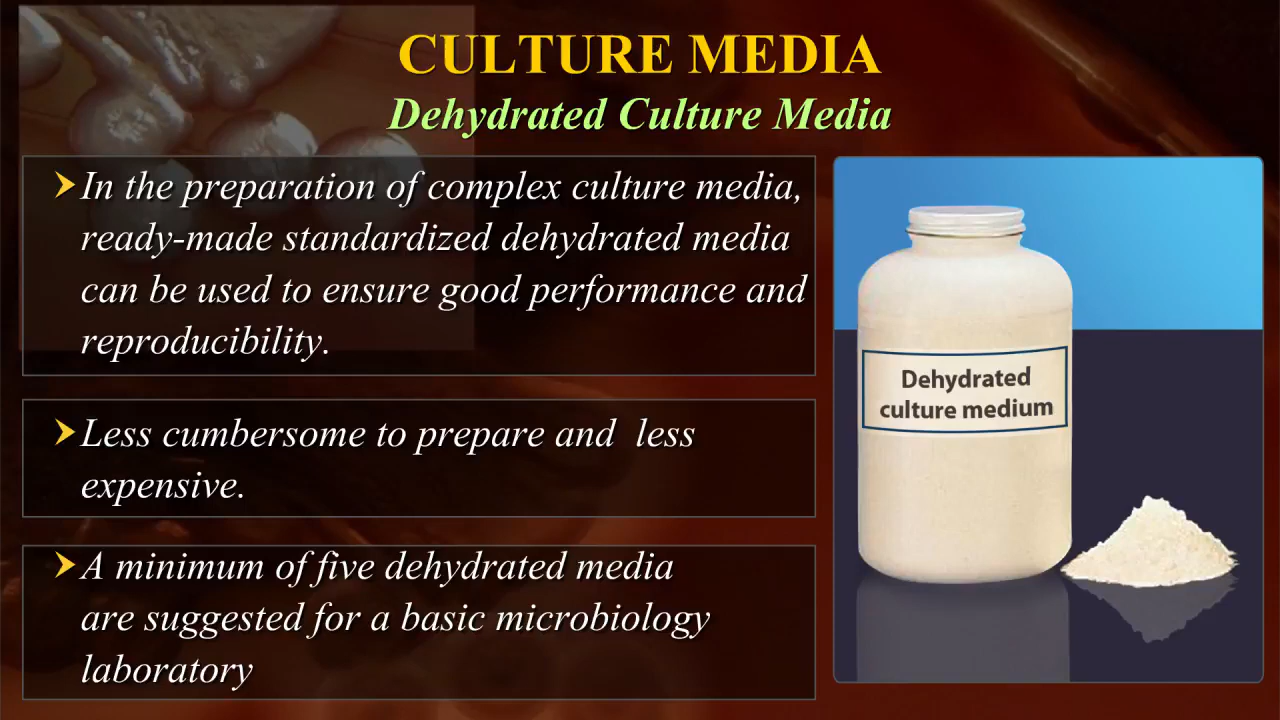 CULTURE MEDIA
Dehydrated Culture Media
In the preparation of complex culture media,
ready-made standardized dehydrated media
can be used to ensure good performance and
reproducibility.
Less cumbersome to prepare and  less
expensive.
A minimum of five dehydrated media
are suggested for a basic microbiology
laboratory
Dehydrated
culture medium